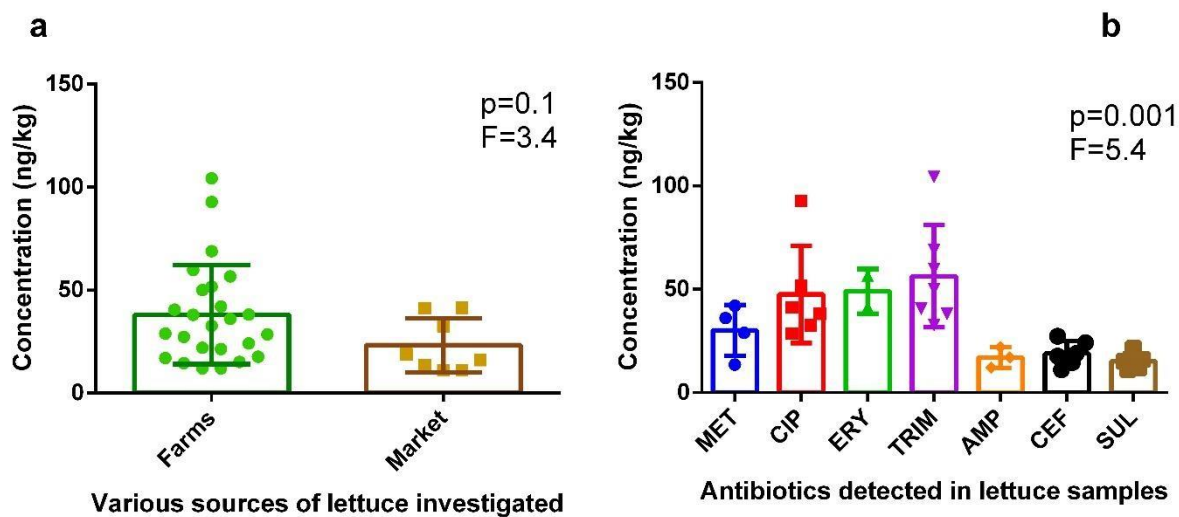 a
Concentration (ng/kg)
150
100
50
0
p=0.1
F=3.4
Farms
Market
Various sources of lettuce investigated
b
Concentration (ng/kg)
150
100
50
0
p=0.001
F=5.4
MET
CIP
ERY
TRIM
AMP
CEF
SUL
Antibiotics detected in lettuce samples